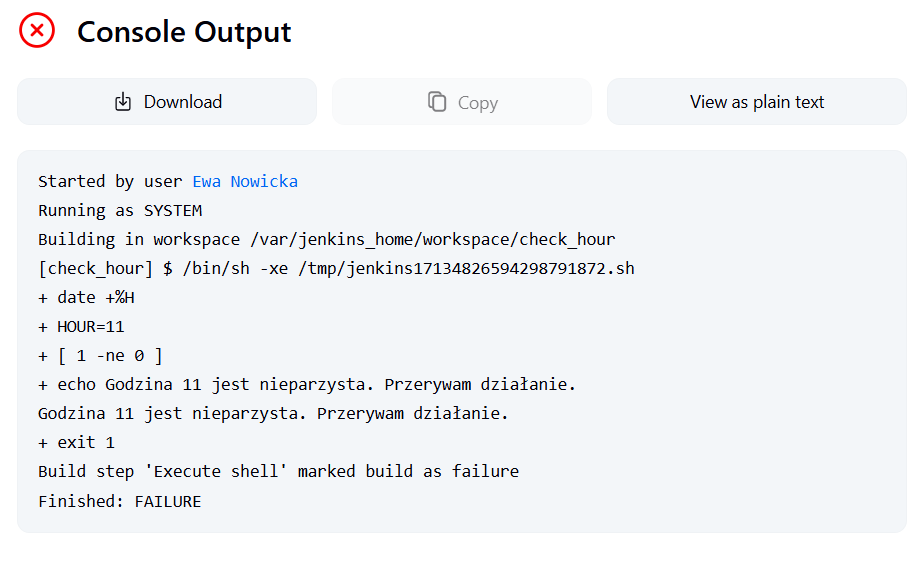 Console Output
Download
Copy
View as plain text
Started by user Ewa Nowicka
Running as SYSTEM
Building in workspace /var/jenkins_home/workspace/check_hour
[check_hour] $ /bin/sh -xe /tmp/jenkins17134826594298791872.sh
+ date +%H
+ HOUR=11
+ [ 1 -ne 0 ]
+ echo Godzina 11 jest nieparzysta. Przerywam działanie.
Godzina 11 jest nieparzysta. Przerywam działanie.
+ exit 1
Build step 'Execute shell' marked build as failure
Finished: FAILURE